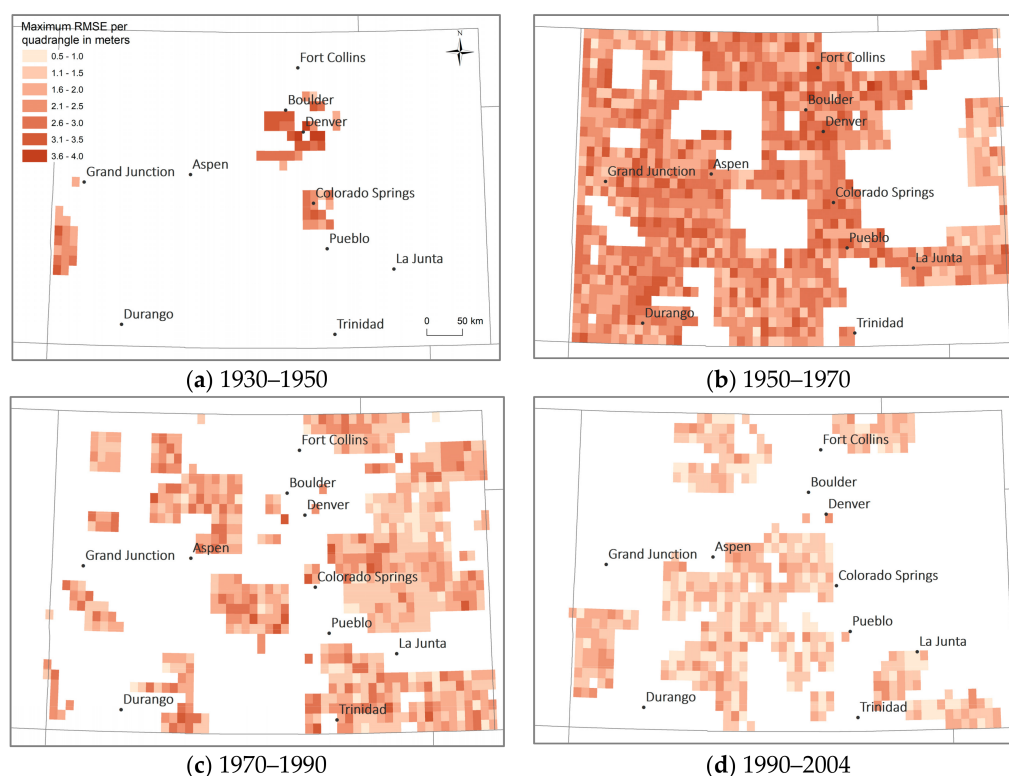 Maximum RMSE per
quadrangle in meters
0.5 - 1.0
1.1 - 1.5
1.6 - 2.0
2.1 - 2.5
2.6 - 3.0
3.1 - 3.5
3.6 - 4.0
N
Fort Collins
Boulder
Denver
Aspen
Grand Junction
Colorado Springs
Pueblo
La Junta
Durango
Trinidad
0 50 km
(a) 1930–1950
Fort Collins
Boulder
Denver
Aspen
Grand Junction
Colorado Springs
Pueblo
La Junta
Durango
Trinidad
(b) 1950–1970
Fort Collins
Boulder
Denver
Aspen
Grand Junction
Colorado Springs
Pueblo
La Junta
Durango
Trinidad
(c) 1970–1990
Fort Collins
Boulder
Denver
Aspen
Grand Junction
Colorado Springs
Pueblo
La Junta
Durango
Trinidad
(d) 1990–2004